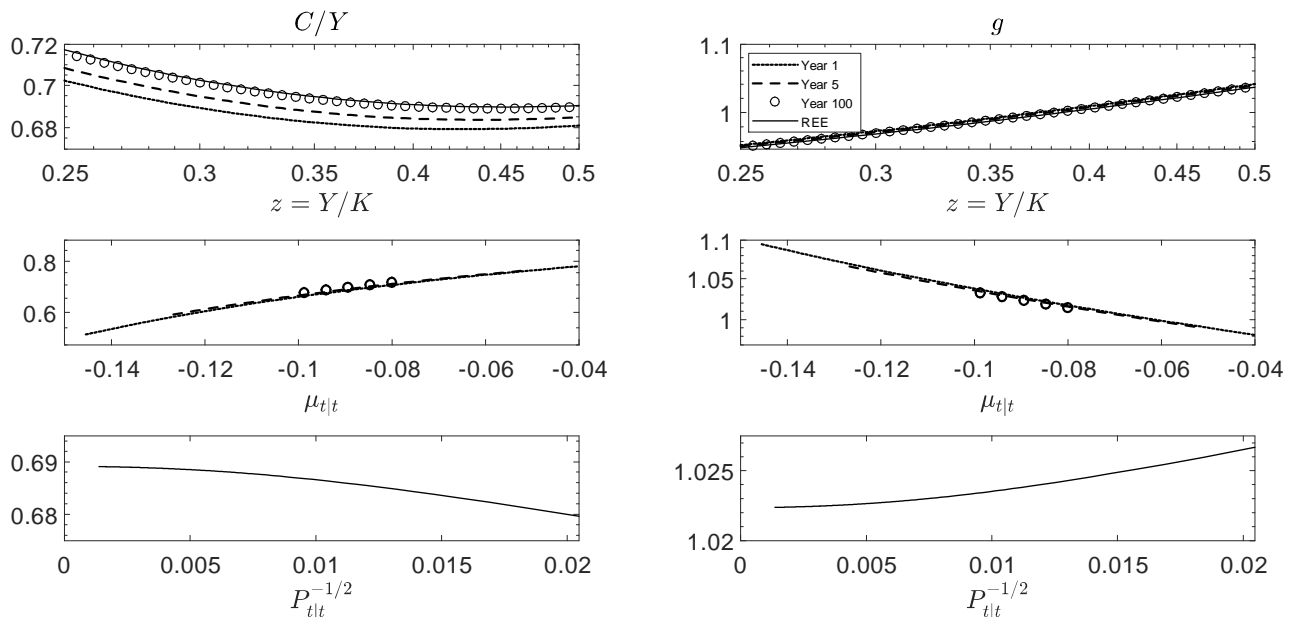 C/Y
0.72
0.7
0.68
0.25 0.3 0.35 0.4 0.45 0.5
z = Y/K
g
1.1
1
Year 1
Year 5
Year 100
REE
0.25 0.3 0.35 0.4 0.45 0.5
z = Y/K
0.8
0.6
-0.14 -0.12 -0.1 -0.08 -0.06 -0.04
μ_{t|t}
1.1
1.05
1
-0.14 -0.12 -0.1 -0.08 -0.06 -0.04
μ_{t|t}
0.69
0.68
0 0.005 0.01 0.015 0.02
P_{t|t}^{-1/2}
1.025
1.02
0 0.005 0.01 0.015 0.02
P_{t|t}^{-1/2}